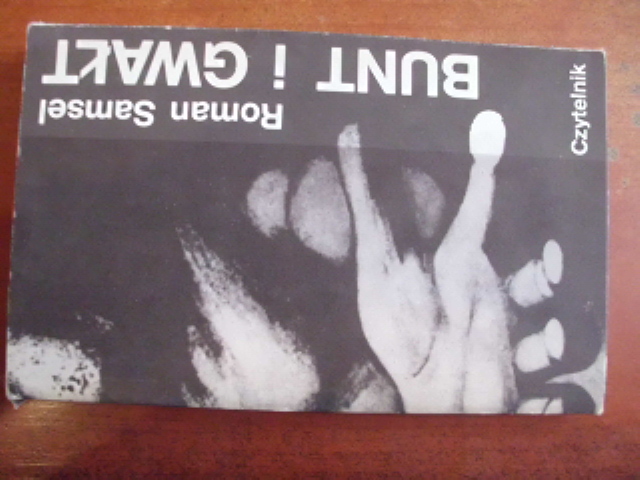 BUNT i GWAŁT
Roman Samsel
Czytelnik